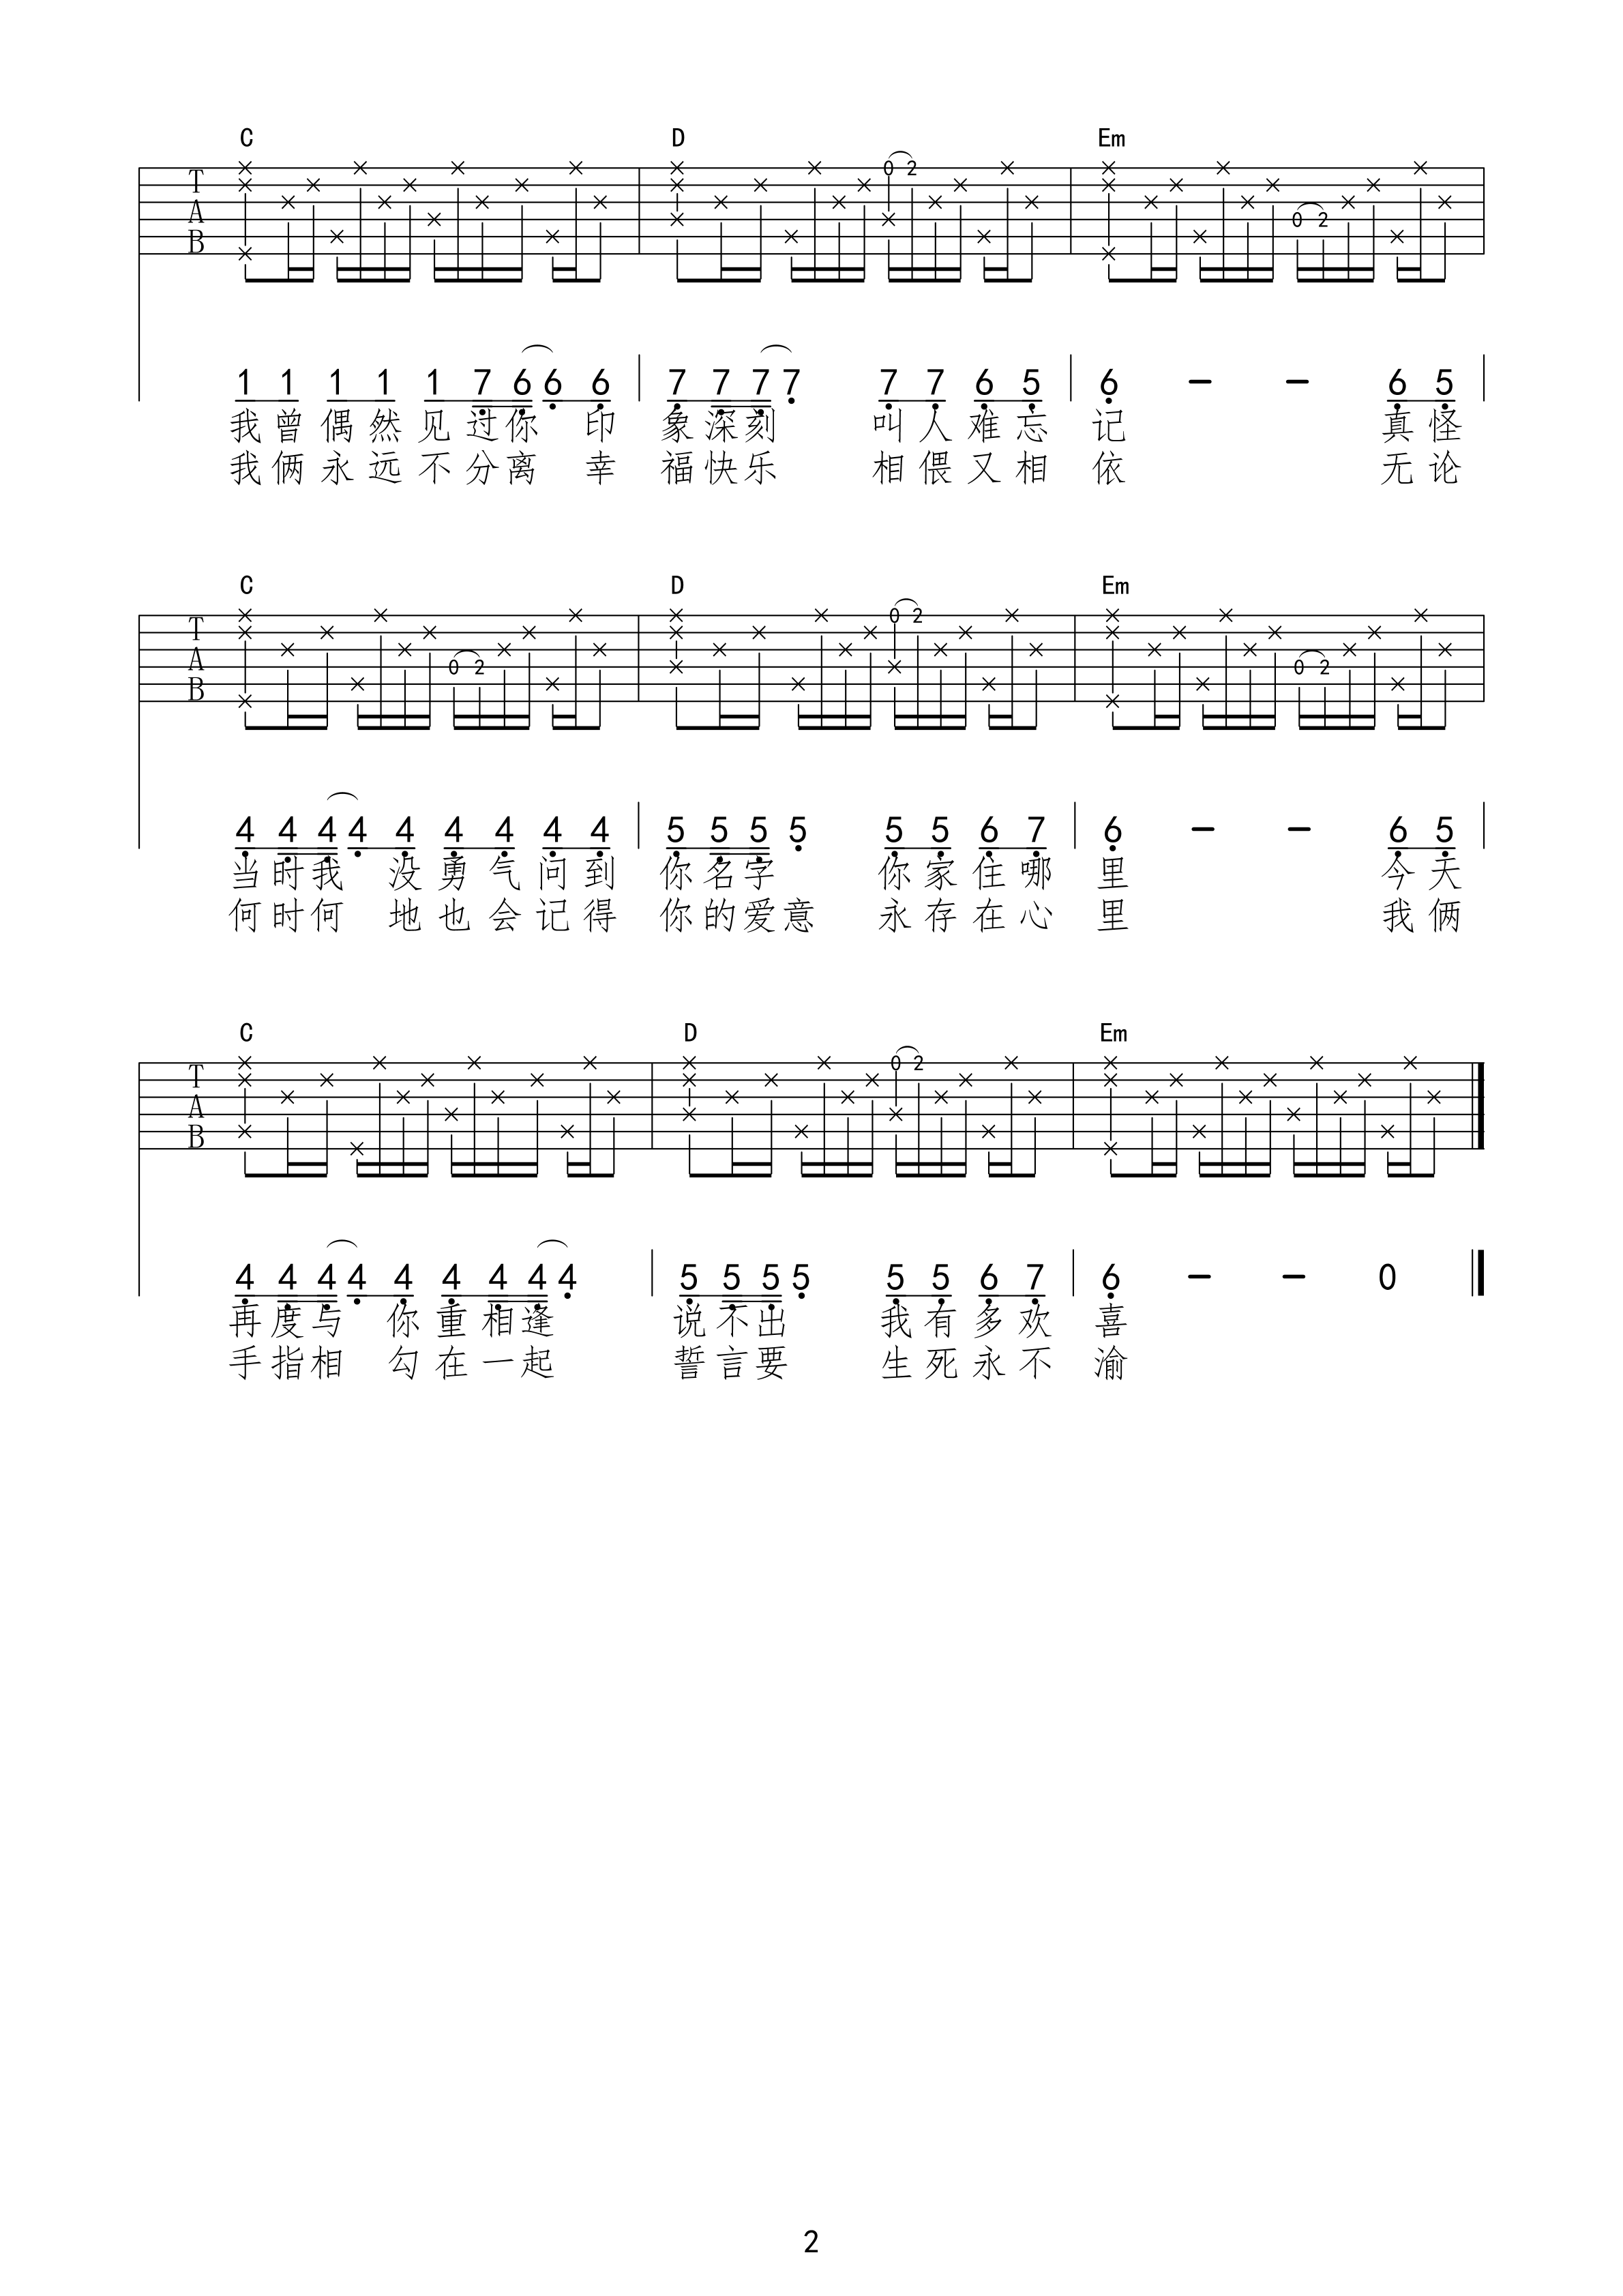 C D Em
T A B 0 2 0 2
1 1 1 1 1 7 6 6 6 7 7 7 7 7 7 6 5 6 - - 6 5
我曾偶然见过你 印 象深刻 叫人难忘 记 真怪
我俩永远不分离 幸 福快乐 相偎又相 依 无论
C D Em
T A B 0 2 0 2 0 2
4 4 4 4 4 4 4 4 4 5 5 5 5 5 5 6 7 6 - - 6 5
当时我 没勇气问到 你名字 你家住哪 里 今天
何时何 地也会记得 你的爱意 永存在心 里 我俩
C D Em
T A B 0 2
4 4 4 4 4 4 4 4 4 5 5 5 5 5 5 6 7 6 - - 0
再度与 你重相逢 说不出 我有多欢 喜
手指相 勾在一起 誓言要 生死永不 渝
2